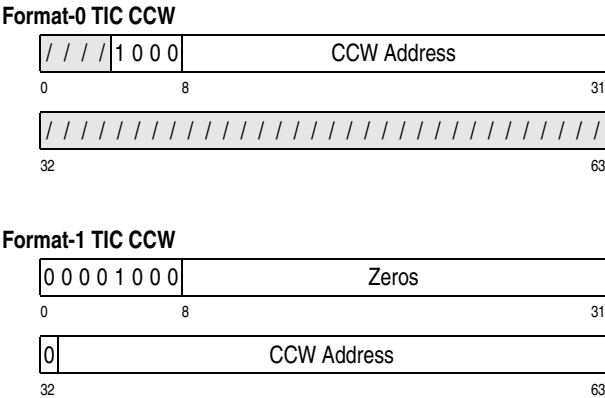 Format-0 TIC CCW
/ / / / 1 0 0 0 CCW Address
0 8 31
/ / / / / / / / / / / / / / / / / / / / / / / / / / / / / / / /
32 63
Format-1 TIC CCW
0 0 0 0 1 0 0 0 Zeros
0 8 31
0 CCW Address
32 63